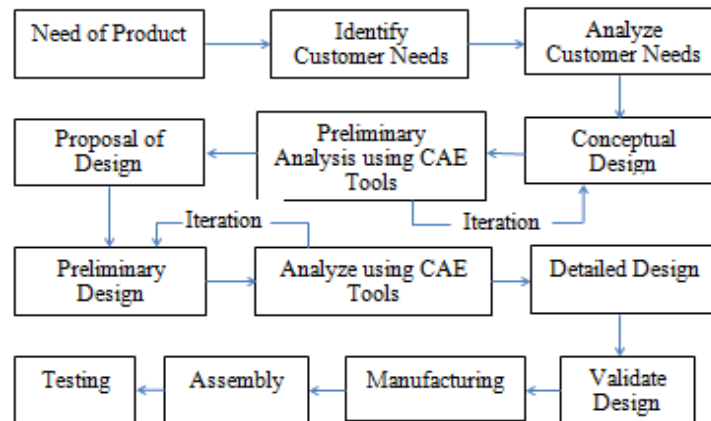 Need of Product
Identify
Customer Needs
Analyze
Customer Needs
Proposal of
Design
Preliminary
Analysis using CAE
Tools
Conceptual
Design
Iteration
Iteration
Preliminary
Design
Analyze using CAE
Tools
Detailed Design
Testing
Assembly
Manufacturing
Validate
Design